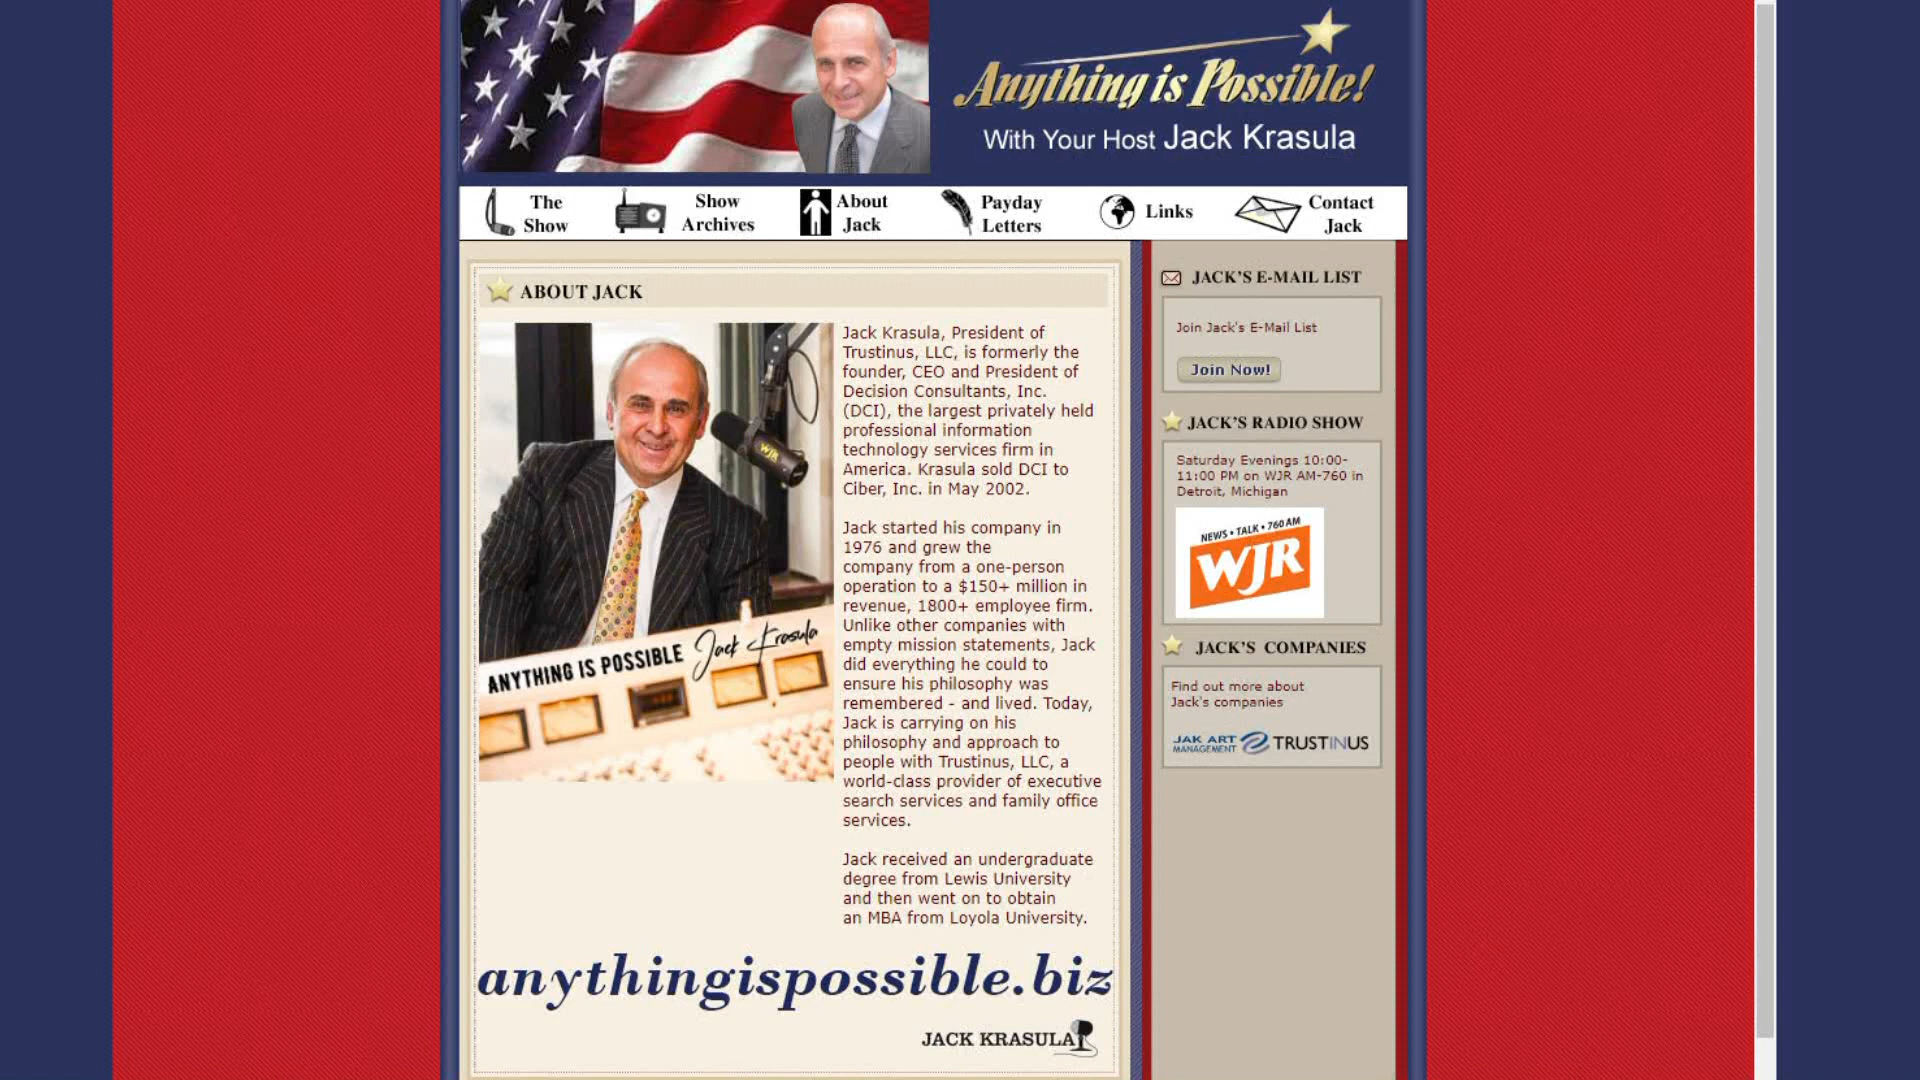 Anything is Possible!
With Your Host Jack Krasula
The Show
Show Archives
About Jack
Payday Letters
Links
Contact Jack
ABOUT JACK
WJR
ANYTHING IS POSSIBLE Jack Krasula
Jack Krasula, President of
Trustinus, LLC, is formerly the
founder, CEO and President of
Decision Consultants, Inc.
(DCI), the largest privately held
professional information
technology services firm in
America. Krasula sold DCI to
Ciber, Inc. in May 2002.
Jack started his company in
1976 and grew the
company from a one-person
operation to a $150+ million in
revenue, 1800+ employee firm.
Unlike other companies with
empty mission statements, Jack
did everything he could to
ensure his philosophy was
remembered - and lived. Today,
Jack is carrying on his
philosophy and approach to
people with Trustinus, LLC, a
world-class provider of executive
search services and family office
services.
Jack received an undergraduate
degree from Lewis University
and then went on to obtain
an MBA from Loyola University.
anythingispossible.biz
JACK KRASULA
JACK'S E-MAIL LIST
Join Jack's E-Mail List
Join Now!
JACK'S RADIO SHOW
Saturday Evenings 10:00-
11:00 PM on WJR AM-760 in
Detroit, Michigan
NEWS • TALK • 760 AM
WJR
JACK'S COMPANIES
Find out more about
Jack's companies
JAK ART
MANAGEMENT
TRUSTINUS